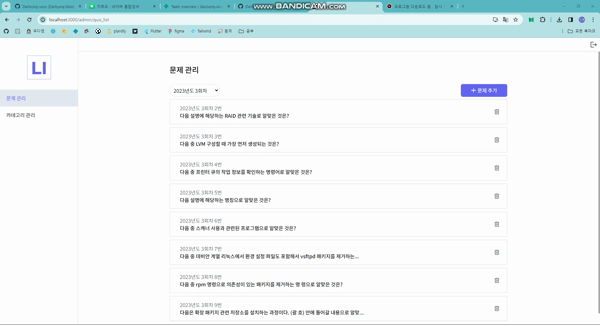 www.BANDICAM.com
localhost:3000/admin/quiz_list
plandly
Flutter
figma
Tailwind
모든 북마크
LI
문제 관리
카테고리 관리
문제 관리
2023년도 3회차
+ 문제 추가
2023년도 3회차 2번
다음 설명에 해당하는 RAID 관련 기술로 알맞은 것은?
2023년도 3회차 3번
다음 중 LVM 구성할 때 가장 먼저 생성되는 것은?
2023년도 3회차 4번
다음 중 프린터 큐의 작업 정보를 확인하는 명령어로 알맞은 것은?
2023년도 3회차 5번
다음 설명에 해당하는 명칭으로 알맞은 것은?
2023년도 3회차 6번
다음 중 스캐너 사용과 관련된 프로그램으로 알맞은 것은?
2023년도 3회차 7번
다음 중 데비안 계열 리눅스에서 환경 설정 파일도 포함해서 vsftpd 패키지를 제거하는...
2023년도 3회차 8번
다음 중 rpm 명령으로 의존성이 있는 패키지를 제거하는 명령으로 알맞은 것은?
2023년도 3회차 9번
다음은 확장 패키지 관련 저장소를 설치하는 과정이다. (괄호) 안에 들어갈 내용으로 알맞...